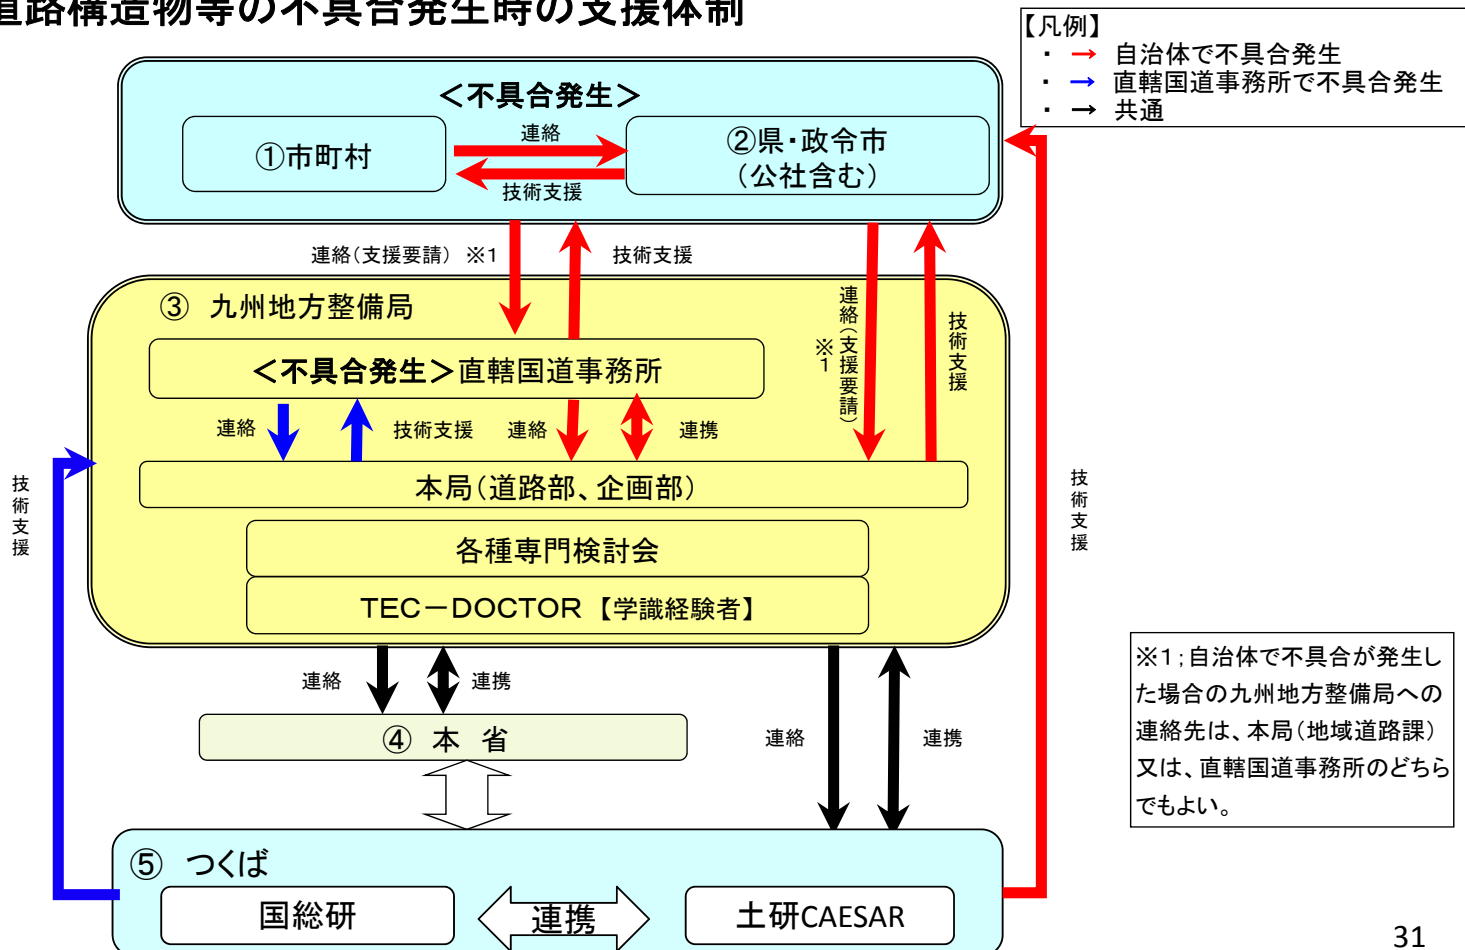 道路構造物等の不具合発生時の支援体制
【凡例】
・ → 自治体で不具合発生
・ → 直轄国道事務所で不具合発生
・ → 共通
＜不具合発生＞
①市町村
連絡
技術支援
②県・政令市
（公社含む）
連絡（支援要請） ※1
技術支援
連絡（支援要請）
※1
技術支援
③ 九州地方整備局
＜不具合発生＞直轄国道事務所
連絡
技術支援
連絡
連携
本局（道路部、企画部）
各種専門検討会
TEC－DOCTOR【学識経験者】
技術支援
技術支援
連絡
連携
④ 本 省
連絡
連携
※1；自治体で不具合が発生し
た場合の九州地方整備局への
連絡先は、本局（地域道路課）
又は、直轄国道事務所のどちら
でもよい。
⑤ つくば
国総研
連携
土研CAESAR
31